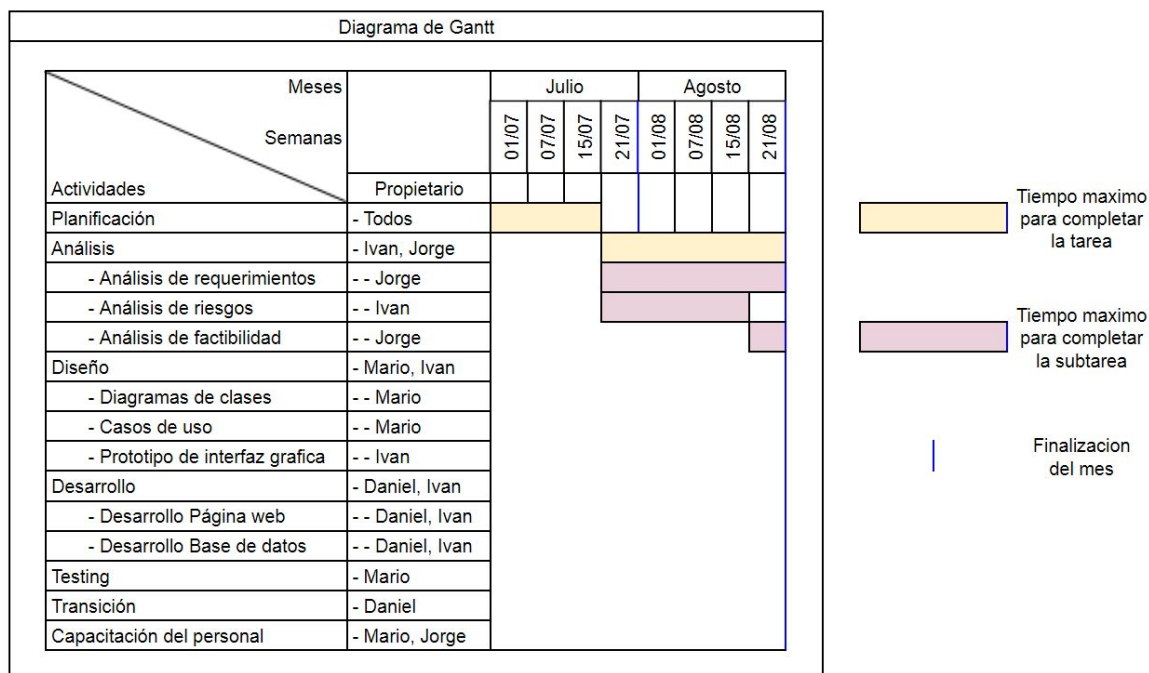 Diagrama de Gantt
Meses
Julio
Agosto
Semanas
01/07
07/07
15/07
21/07
01/08
07/08
15/08
21/08
Actividades
Propietario
Planificación
- Todos
Análisis
- Ivan, Jorge
- Análisis de requerimientos
- - Jorge
- Análisis de riesgos
- - Ivan
- Análisis de factibilidad
- - Jorge
Diseño
- Mario, Ivan
- Diagramas de clases
- - Mario
- Casos de uso
- - Mario
- Prototipo de interfaz grafica
- - Ivan
Desarrollo
- Daniel, Ivan
- Desarrollo Página web
- - Daniel, Ivan
- Desarrollo Base de datos
- - Daniel, Ivan
Testing
- Mario
Transición
- Daniel
Capacitación del personal
- Mario, Jorge
Tiempo maximo
para completar
la tarea
Tiempo maximo
para completar
la subtarea
Finalizacion
del mes